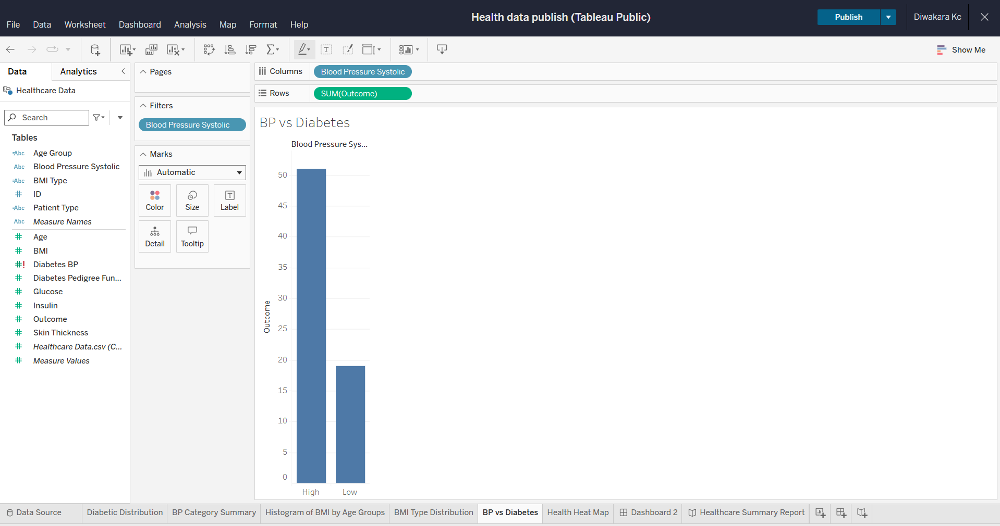 Health data publish (Tableau Public)
Publish
Diwakara Kc
File Data Worksheet Dashboard Analysis Map Format Help
Show Me
Data Analytics
Healthcare Data
Search
Tables
=Abc Age Group
Abc Blood Pressure Systolic
=Abc BMI Type
# ID
=Abc Patient Type
Abc Measure Names
# Age
# BMI
#! Diabetes BP
# Diabetes Pedigree Fun...
# Glucose
# Insulin
# Outcome
# Skin Thickness
# Healthcare Data.csv (C...
# Measure Values
Pages
Filters
Blood Pressure Systolic
Marks
Automatic
Color Size Label
Detail Tooltip
Columns Blood Pressure Systolic
Rows SUM(Outcome)
BP vs Diabetes
Blood Pressure Sys...
50
45
40
35
30
25
20
15
10
5
0
Outcome
High Low
Data Source Diabetic Distribution BP Category Summary Histogram of BMI by Age Groups BMI Type Distribution BP vs Diabetes Health Heat Map Dashboard 2 Healthcare Summary Report